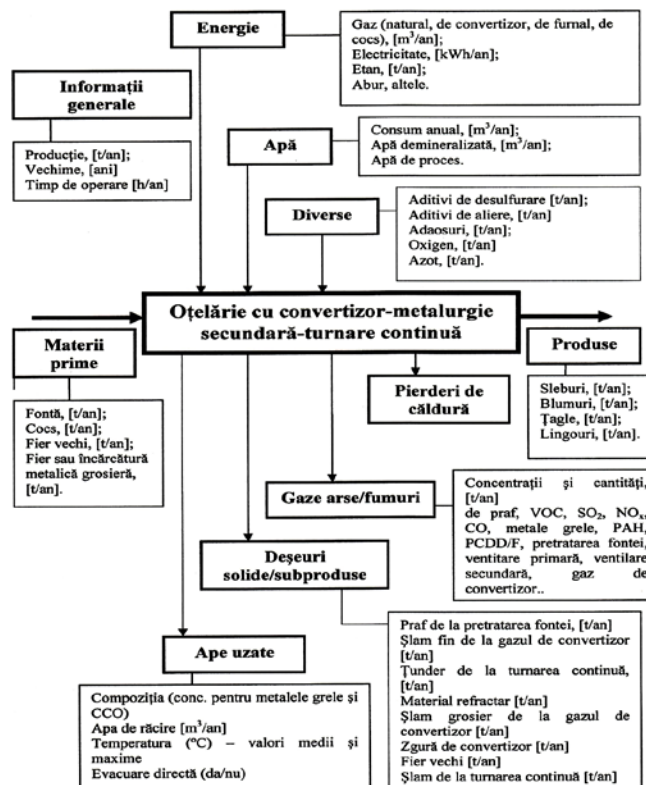 Energie
Gaz (natural, de convertizor, de furnal, de
cocs), [m³/an];
Electricitate, [kWh/an];
Etan, [t/an];
Abur, altele.
Informații
generale
Producție, [t/an];
Vechime, [ani]
Timp de operare [h/an]
Apă
Consum anual, [m³/an];
Apă demineralizată, [m³/an];
Apă de proces.
Diverse
Aditivi de desulfurare [t/an];
Aditivi de aliere, [t/an]
Adaosuri, [t/an];
Oxigen, [t/an]
Azot, [t/an].
Oțelărie cu convertizor-metalurgie
secundară-turnare continuă
Materii
prime
Fontă, [t/an];
Cocs, [t/an];
Fier vechi, [t/an];
Fier sau încărcătură
metalică grosieră,
[t/an].
Produse
Sleburi, [t/an];
Blumuri, [t/an];
Țagle, [t/an];
Lingouri, [t/an].
Pierderi de
căldură
Gaze arse/fumuri
Concentrații și cantități,
[t/an]
de praf, VOC, SO₂, NOₓ,
CO, metale grele, PAH,
PCDD/F, pretratarea fontei,
ventitare primară, ventilare
secundară, gaz de
convertizor..
Deșeuri
solide/subproduse
Praf de la pretratarea fontei, [t/an]
Șlam fin de la gazul de convertizor
[t/an]
Țunder de la turnarea continuă,
[t/an]
Material refractar [t/an]
Șlam grosier de la gazul de
convertizor [t/an]
Zgură de convertizor [t/an]
Fier vechi [t/an]
Șlam de la turnarea continuă [t/an]
Ape uzate
Compoziția (conc. pentru metalele grele și
CCO)
Apa de răcire [m³/an]
Temperatura (ºC) – valori medii și
maxime
Evacuare directă (da/nu)